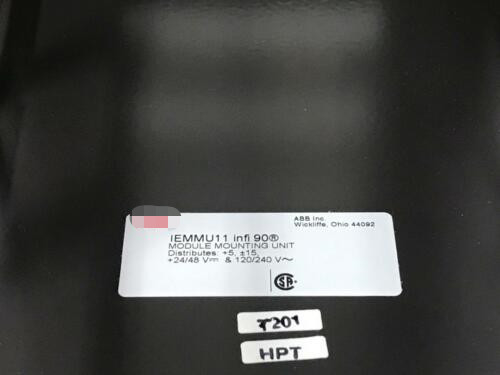 IEMMU11 infi 90®
MODULE MOUNTING UNIT
Distributes: +5, ±15,
+24/48 V⎓ & 120/240 V~
ABB Inc.
Wickliffe, Ohio 44092
SA
T201
HPT